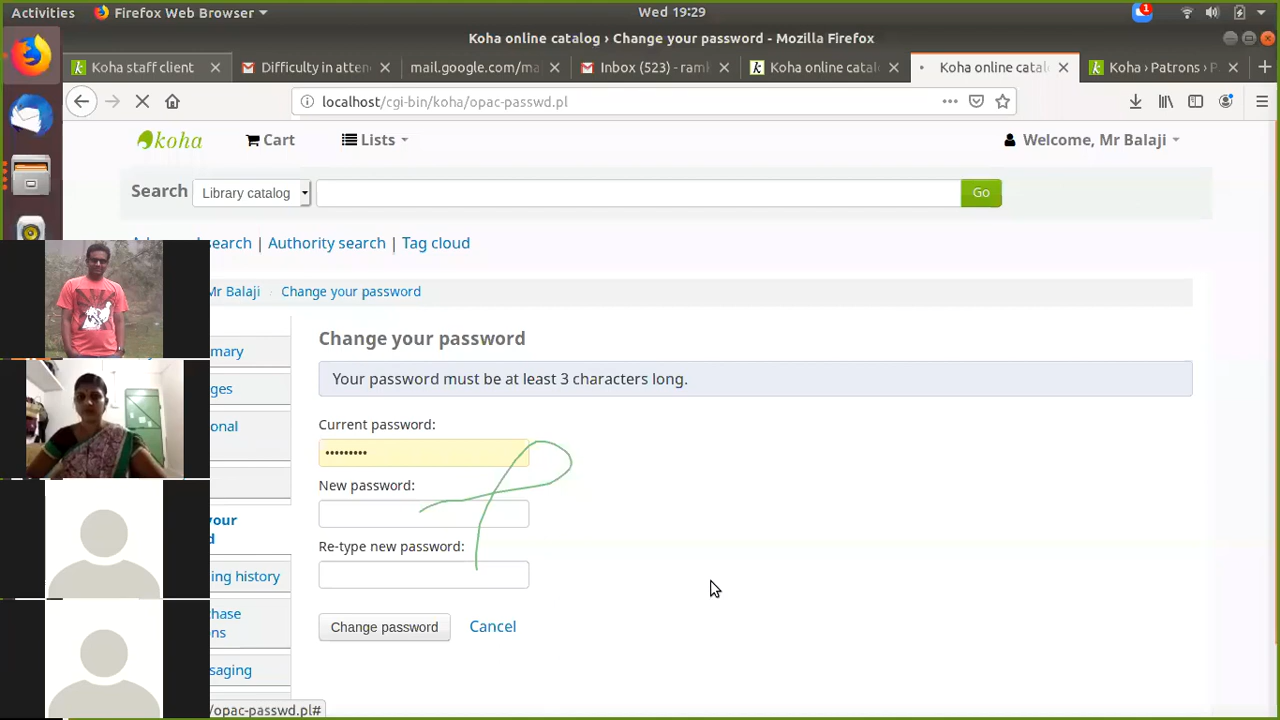 Activities Firefox Web Browser Wed 19:29 1
Koha online catalog › Change your password - Mozilla Firefox
Koha staff client Difficulty in atten mail.google.com/ma Inbox (523) - raml Koha online catal Koha online catal Koha › Patrons › P
localhost/cgi-bin/koha/opac-passwd.pl
koha Cart Lists Welcome, Mr Balaji
Search Library catalog Go
search | Authority search | Tag cloud
Mr Balaji Change your password
Change your password
mary
Your password must be at least 3 characters long.
ges
Current password:
onal
•••••••••
New password:
your
d
Re-type new password:
ing history
chase
ns
Change password Cancel
saging
/opac-passwd.pl#